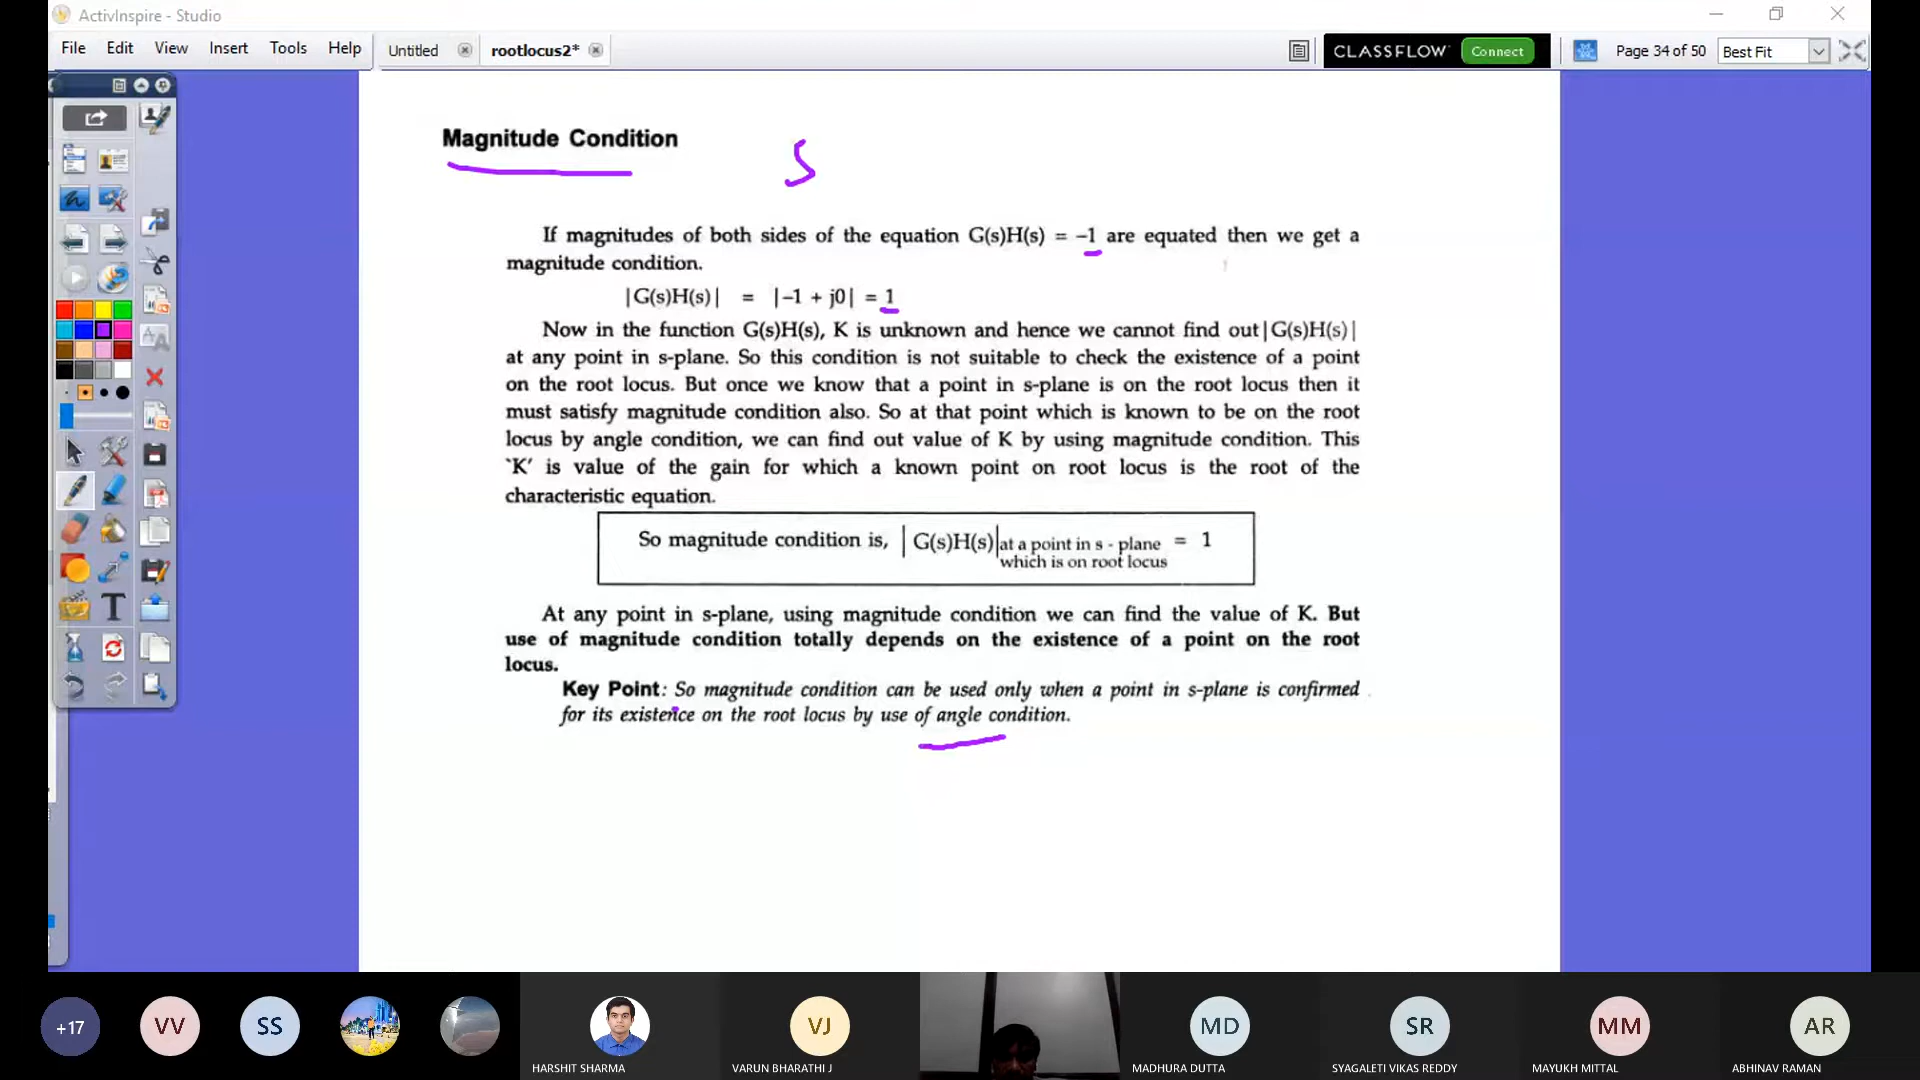 ActivInspire - Studio
File Edit View Insert Tools Help Untitled rootlocus2* CLASSFLOW Connect Page 34 of 50 Best Fit
Magnitude Condition
S
If magnitudes of both sides of the equation G(s)H(s) = -1 are equated then we get a
magnitude condition.
|G(s)H(s)| = |-1 + j0| = 1
Now in the function G(s)H(s), K is unknown and hence we cannot find out |G(s)H(s)|
at any point in s-plane. So this condition is not suitable to check the existence of a point
on the root locus. But once we know that a point in s-plane is on the root locus then it
must satisfy magnitude condition also. So at that point which is known to be on the root
locus by angle condition, we can find out value of K by using magnitude condition. This
`K' is value of the gain for which a known point on root locus is the root of the
characteristic equation.
So magnitude condition is, |G(s)H(s)| at a point in s - plane = 1
which is on root locus
At any point in s-plane, using magnitude condition we can find the value of K. But
use of magnitude condition totally depends on the existence of a point on the root
locus.
Key Point: So magnitude condition can be used only when a point in s-plane is confirmed
for its existence on the root locus by use of angle condition.
+17 VV SS VJ MD SR MM AR
HARSHIT SHARMA VARUN BHARATHI J MADHURA DUTTA SYAGALETI VIKAS REDDY MAYUKH MITTAL ABHINAV RAMAN